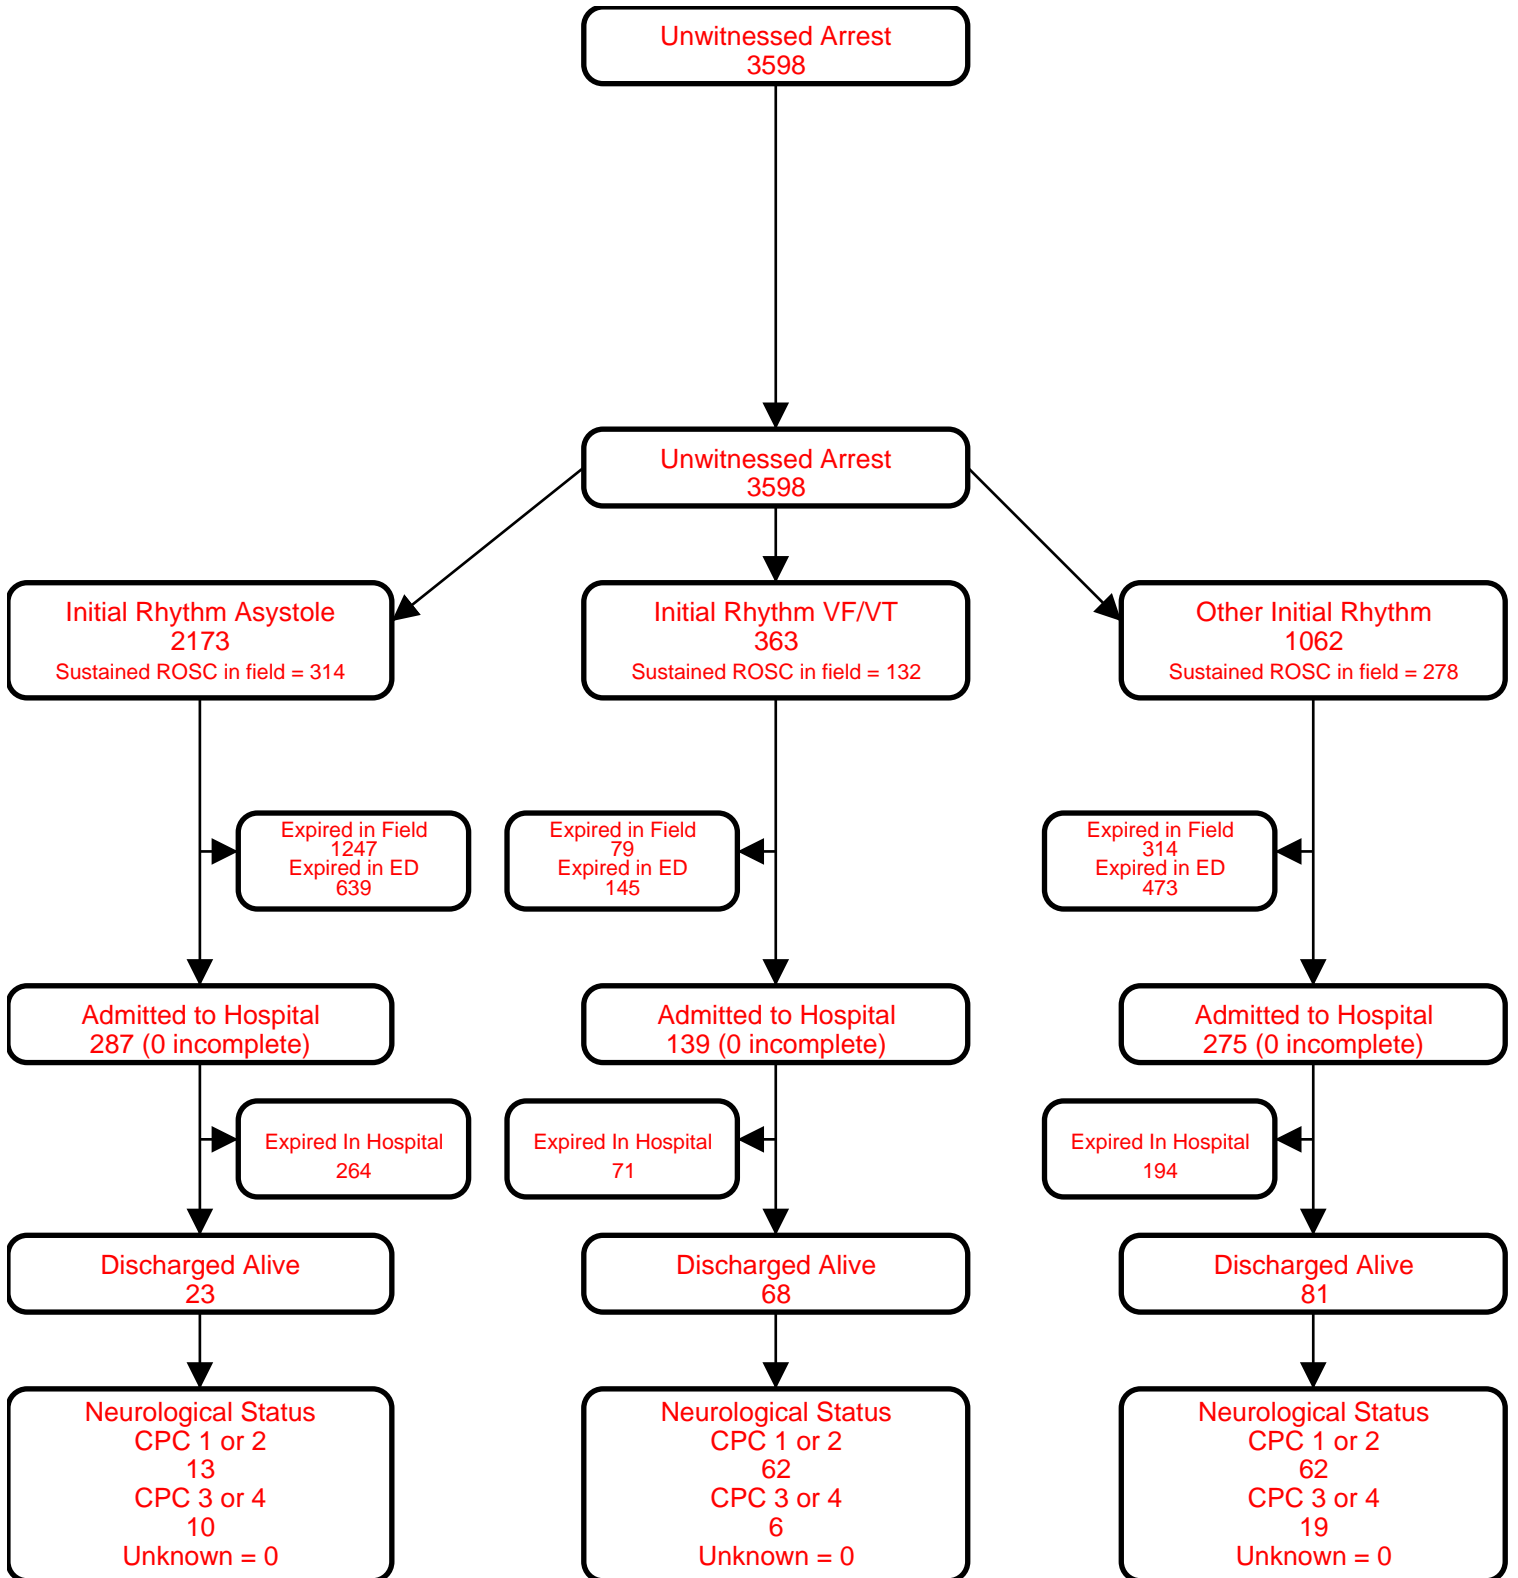 Unwitnessed Arrest
3598
Unwitnessed Arrest
3598
Initial Rhythm Asystole
2173
Sustained ROSC in field = 314
Initial Rhythm VF/VT
363
Sustained ROSC in field = 132
Other Initial Rhythm
1062
Sustained ROSC in field = 278
Expired in Field
1247
Expired in ED
639
Expired in Field
79
Expired in ED
145
Expired in Field
314
Expired in ED
473
Admitted to Hospital
287 (0 incomplete)
Admitted to Hospital
139 (0 incomplete)
Admitted to Hospital
275 (0 incomplete)
Expired In Hospital
264
Expired In Hospital
71
Expired In Hospital
194
Discharged Alive
23
Discharged Alive
68
Discharged Alive
81
Neurological Status
CPC 1 or 2
13
CPC 3 or 4
10
Unknown = 0
Neurological Status
CPC 1 or 2
62
CPC 3 or 4
6
Unknown = 0
Neurological Status
CPC 1 or 2
62
CPC 3 or 4
19
Unknown = 0